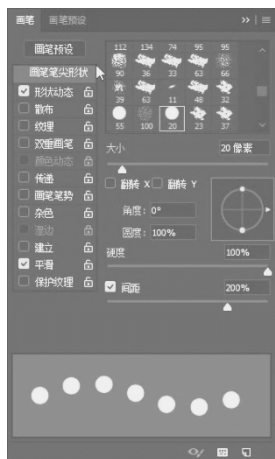 画笔 画笔预设
画笔预设
画笔笔尖形状
形状动态
散布
纹理
双重画笔
颜色动态
传递
画笔笔势
杂色
湿边
建立
平滑
保护纹理
112 134 74 95 95
90 36 33 63 66
39 63 11 48 32
55 100 20 23 37
大小 20 像素
翻转 X 翻转 Y
角度: 0°
圆度: 100%
硬度 100%
间距 200%